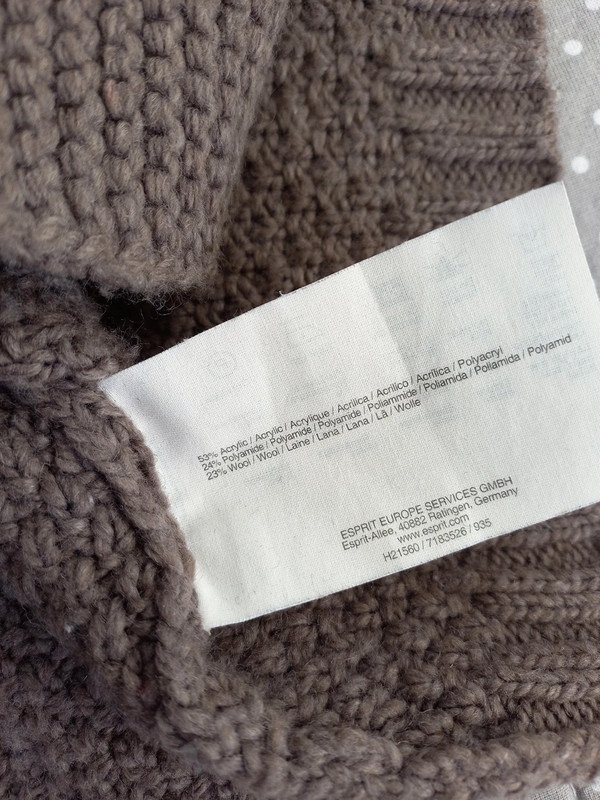 53% Acrylic / Acrylic / Acrylique / Acrilica / Acrilico / Acrílica / Polyacryl
24% Polyamide / Polyamide / Polyamide / Poliammide / Poliamida / Poliamida / Polyamid
23% Wool / Wool / Laine / Lana / Lana / Lã / Wolle
ESPRIT EUROPE SERVICES GMBH
Esprit-Allee, 40882 Ratingen, Germany
www.esprit.com
H21560 / 7183526 / 935